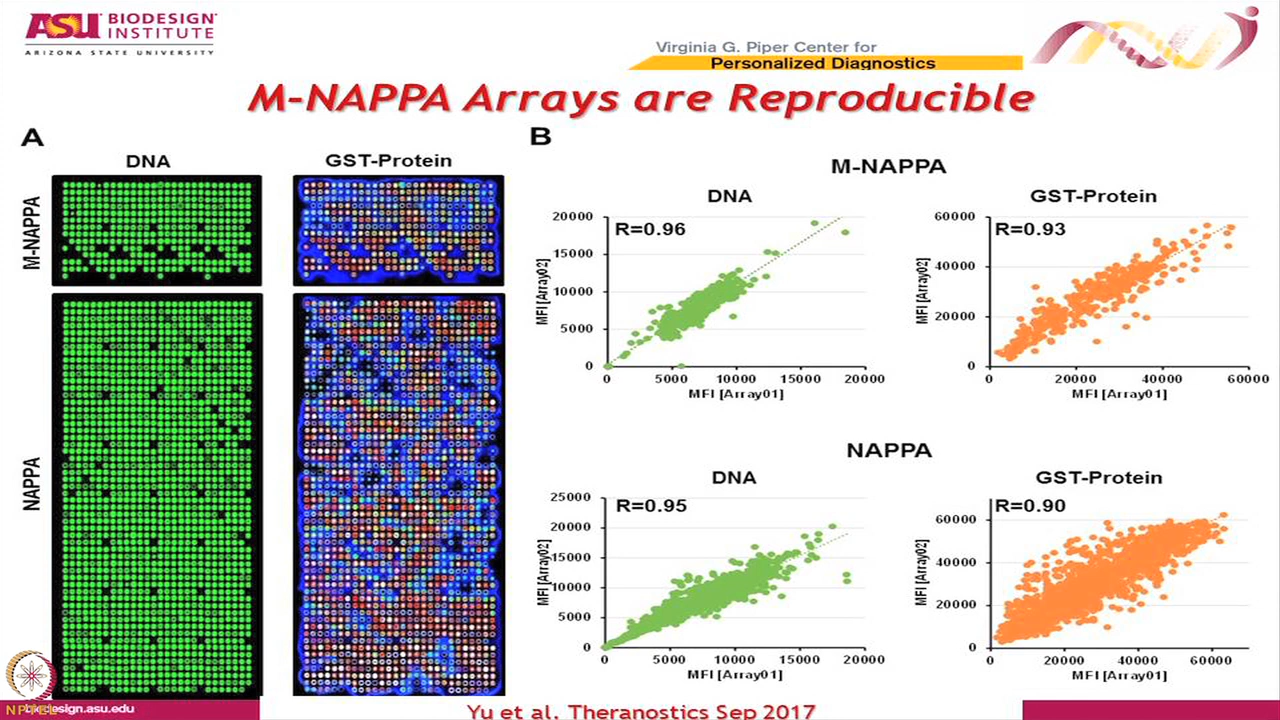 ASU BIODESIGN INSTITUTE
ARIZONA STATE UNIVERSITY
Virginia G. Piper Center for
Personalized Diagnostics
M-NAPPA Arrays are Reproducible
A
DNA
GST-Protein
M-NAPPA
NAPPA
B
M-NAPPA
DNA
R=0.96
MFI [Array02]
20000
15000
10000
5000
0
0 5000 10000 15000 20000
MFI [Array01]
GST-Protein
R=0.93
MFI [Array02]
60000
40000
20000
0
0 20000 40000 60000
MFI [Array01]
NAPPA
DNA
R=0.95
MFI [Array02]
25000
20000
15000
10000
5000
0
0 5000 10000 15000 20000
MFI [Array01]
GST-Protein
R=0.90
MFI [Array02]
60000
40000
20000
0
0 20000 40000 60000
MFI [Array01]
NPTEL
design.asu.edu
Yu et al. Theranostics Sep 2017